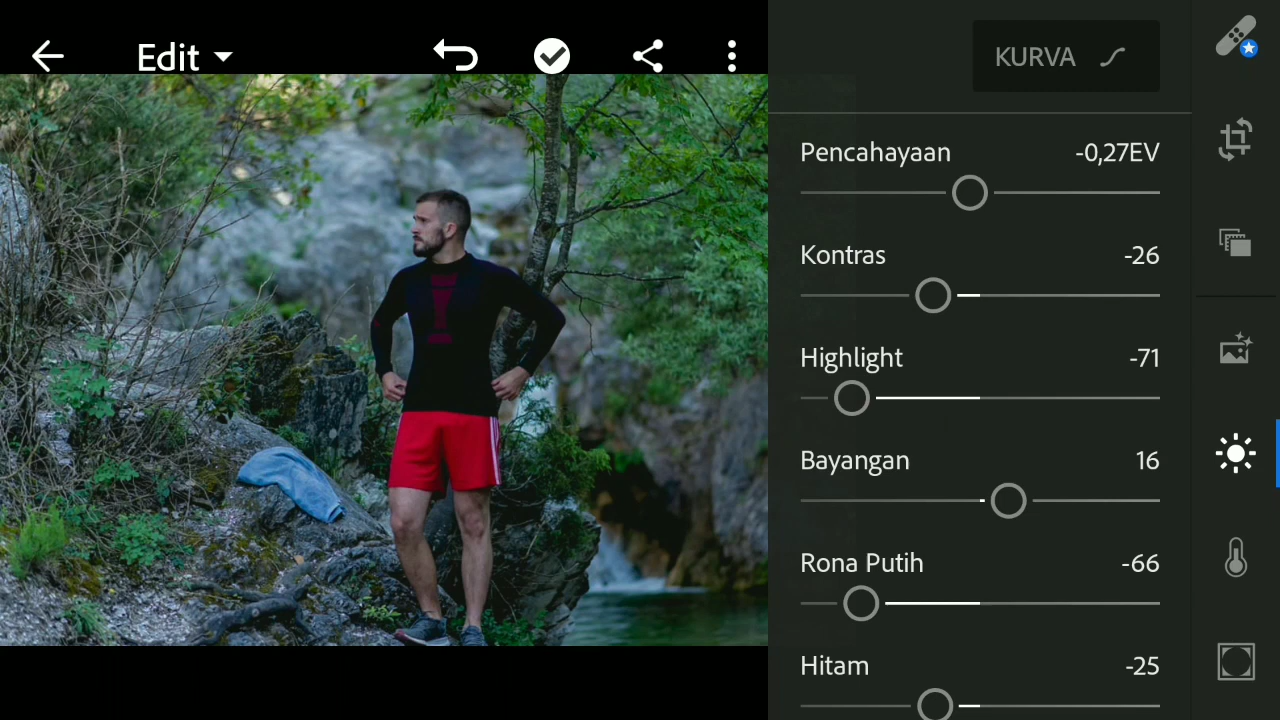 Edit
KURVA
Pencahayaan -0,27EV
Kontras -26
Highlight -71
Bayangan 16
Rona Putih -66
Hitam -25